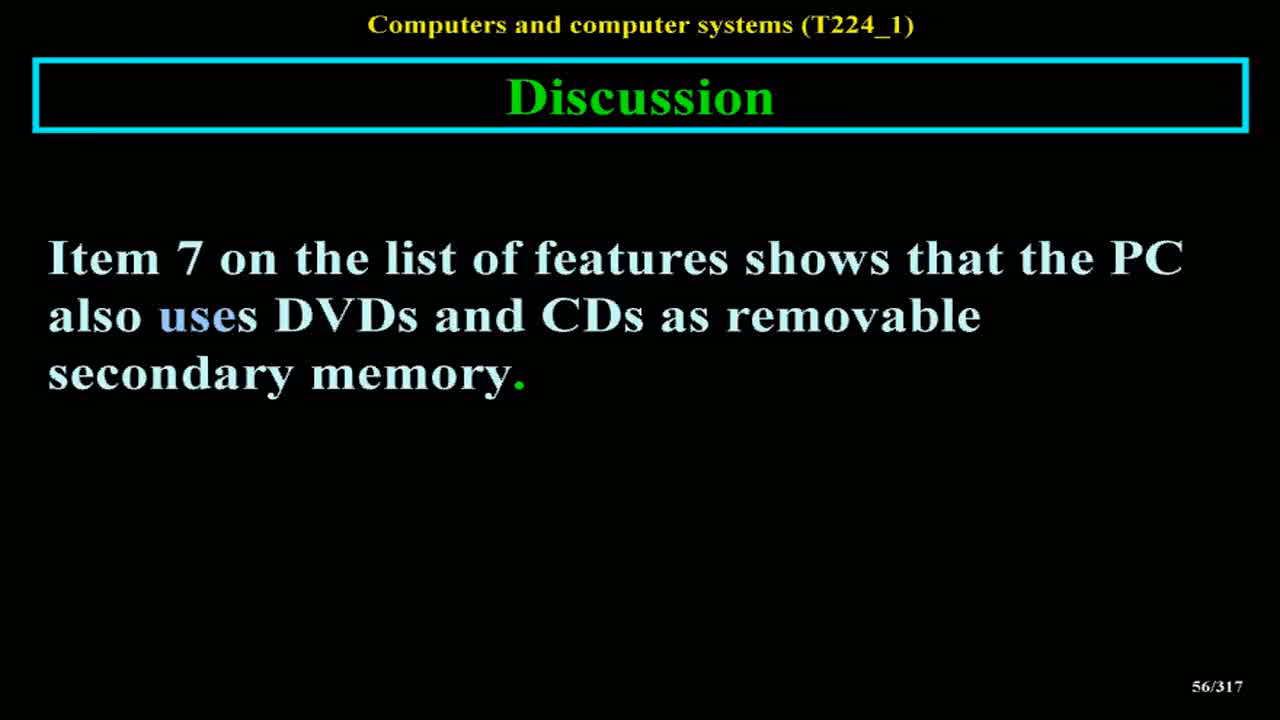 Computers and computer systems (T224_1)
Discussion
Item 7 on the list of features shows that the PC
also uses DVDs and CDs as removable
secondary memory.
56/317